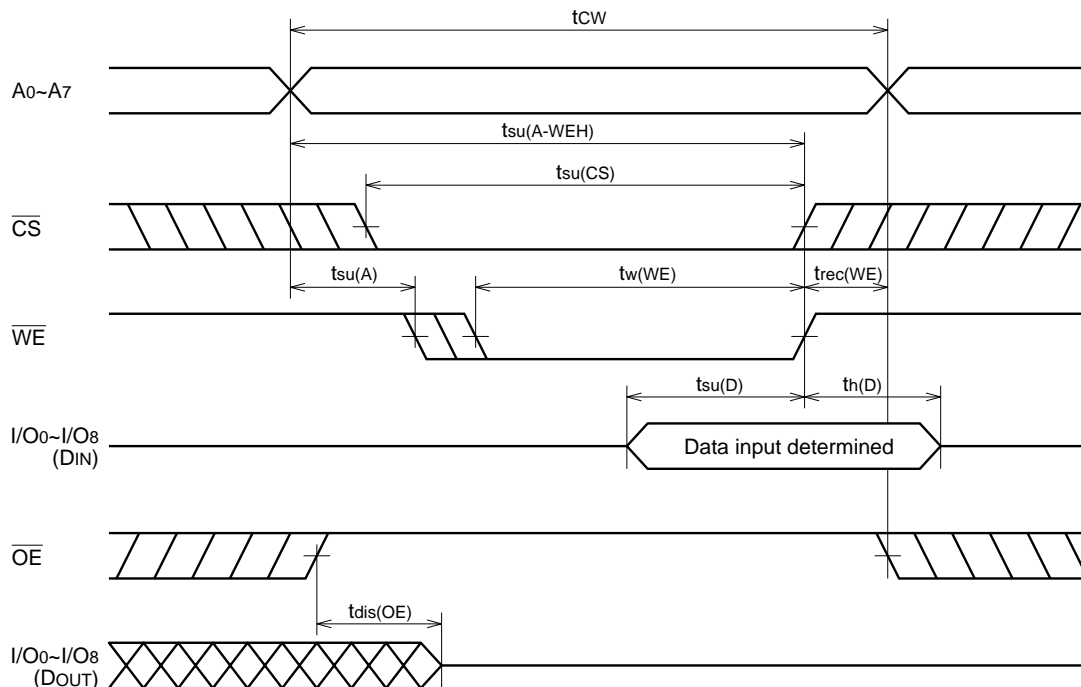 tCW
A0~A7
tsu(A-WEH)
tsu(CS)
CS
tsu(A)
tw(WE)
trec(WE)
WE
tsu(D)
th(D)
I/O0~I/O8
(DIN)
Data input determined
OE
tdis(OE)
I/O0~I/O8
(DOUT)